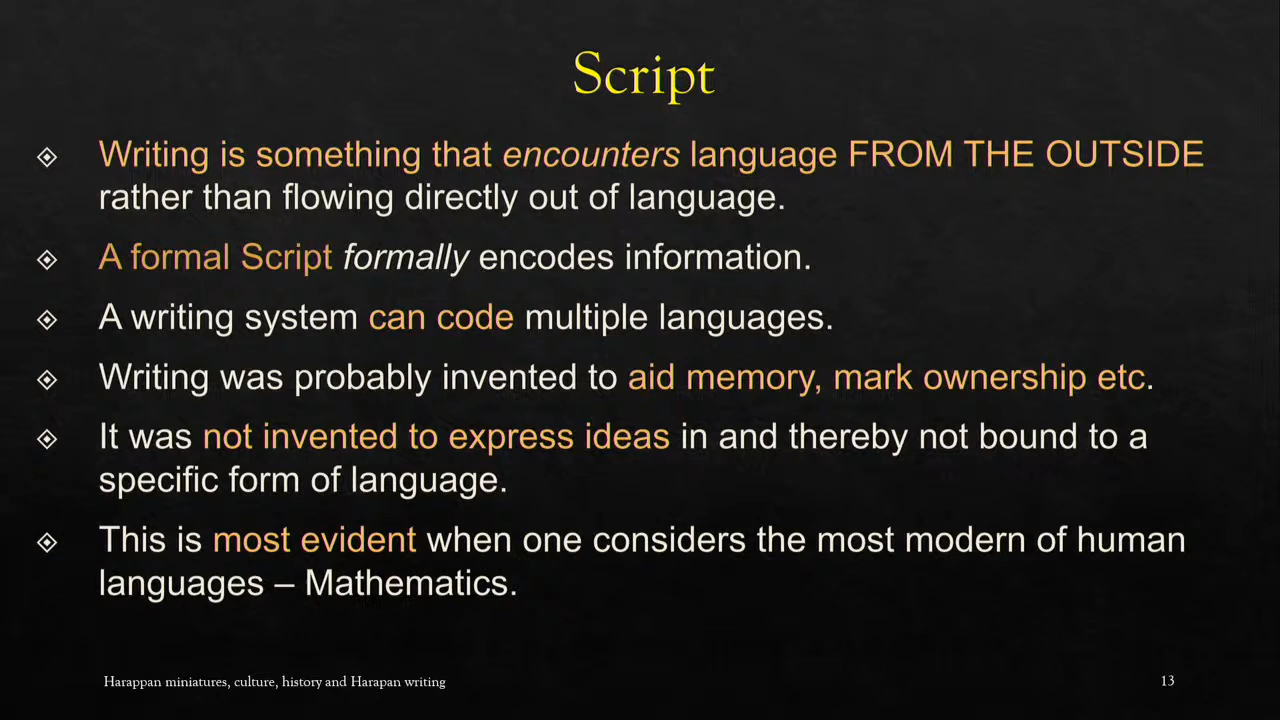 Script
Writing is something that encounters language FROM THE OUTSIDE
rather than flowing directly out of language.
A formal Script formally encodes information.
A writing system can code multiple languages.
Writing was probably invented to aid memory, mark ownership etc.
It was not invented to express ideas in and thereby not bound to a
specific form of language.
This is most evident when one considers the most modern of human
languages – Mathematics.
Harappan miniatures, culture, history and Harapan writing
13